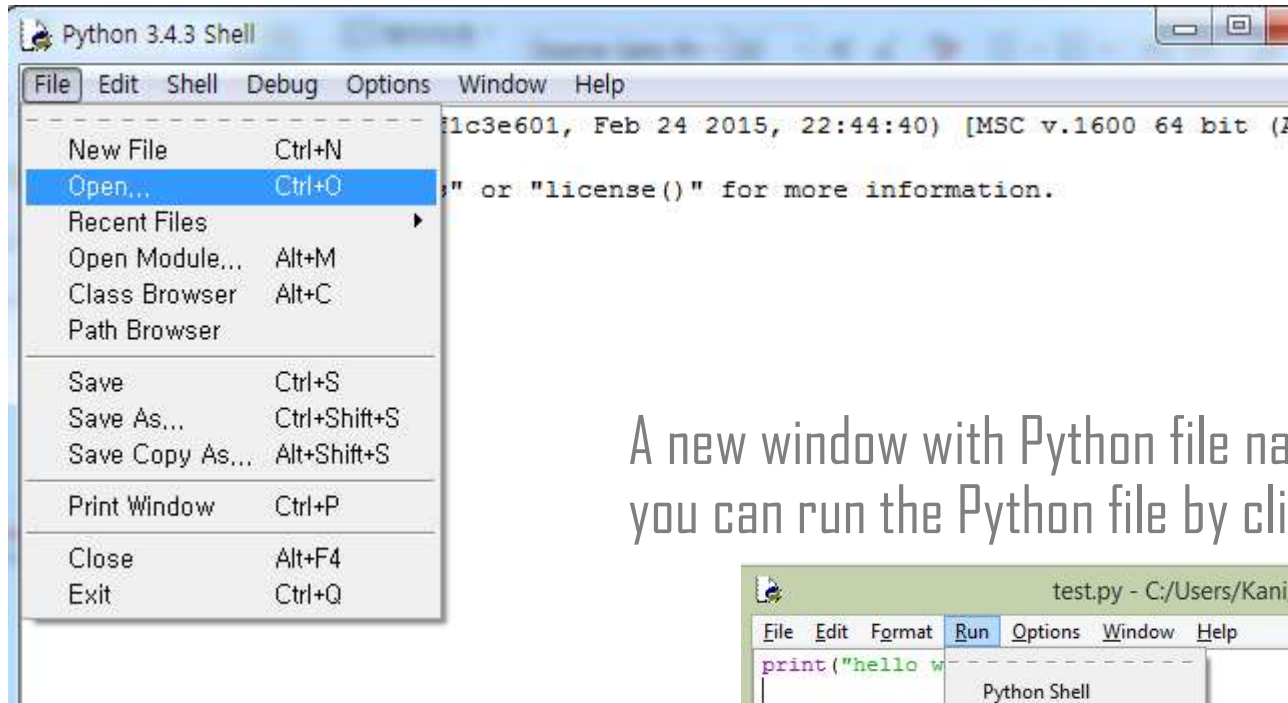 Python 3.4.3 Shell
File Edit Shell Debug Options Window Help
f1c3e601, Feb 24 2015, 22:44:40) [MSC v.1600 64 bit (
New File Ctrl+N
Open... Ctrl+O
" or "license()" for more information.
Recent Files
Open Module... Alt+M
Class Browser Alt+C
Path Browser
Save Ctrl+S
Save As... Ctrl+Shift+S
Save Copy As... Alt+Shift+S
Print Window Ctrl+P
Close Alt+F4
Exit Ctrl+Q
A new window with Python file na
you can run the Python file by cli
test.py - C:/Users/Kani
File Edit Format Run Options Window Help
print("hello w
Python Shell